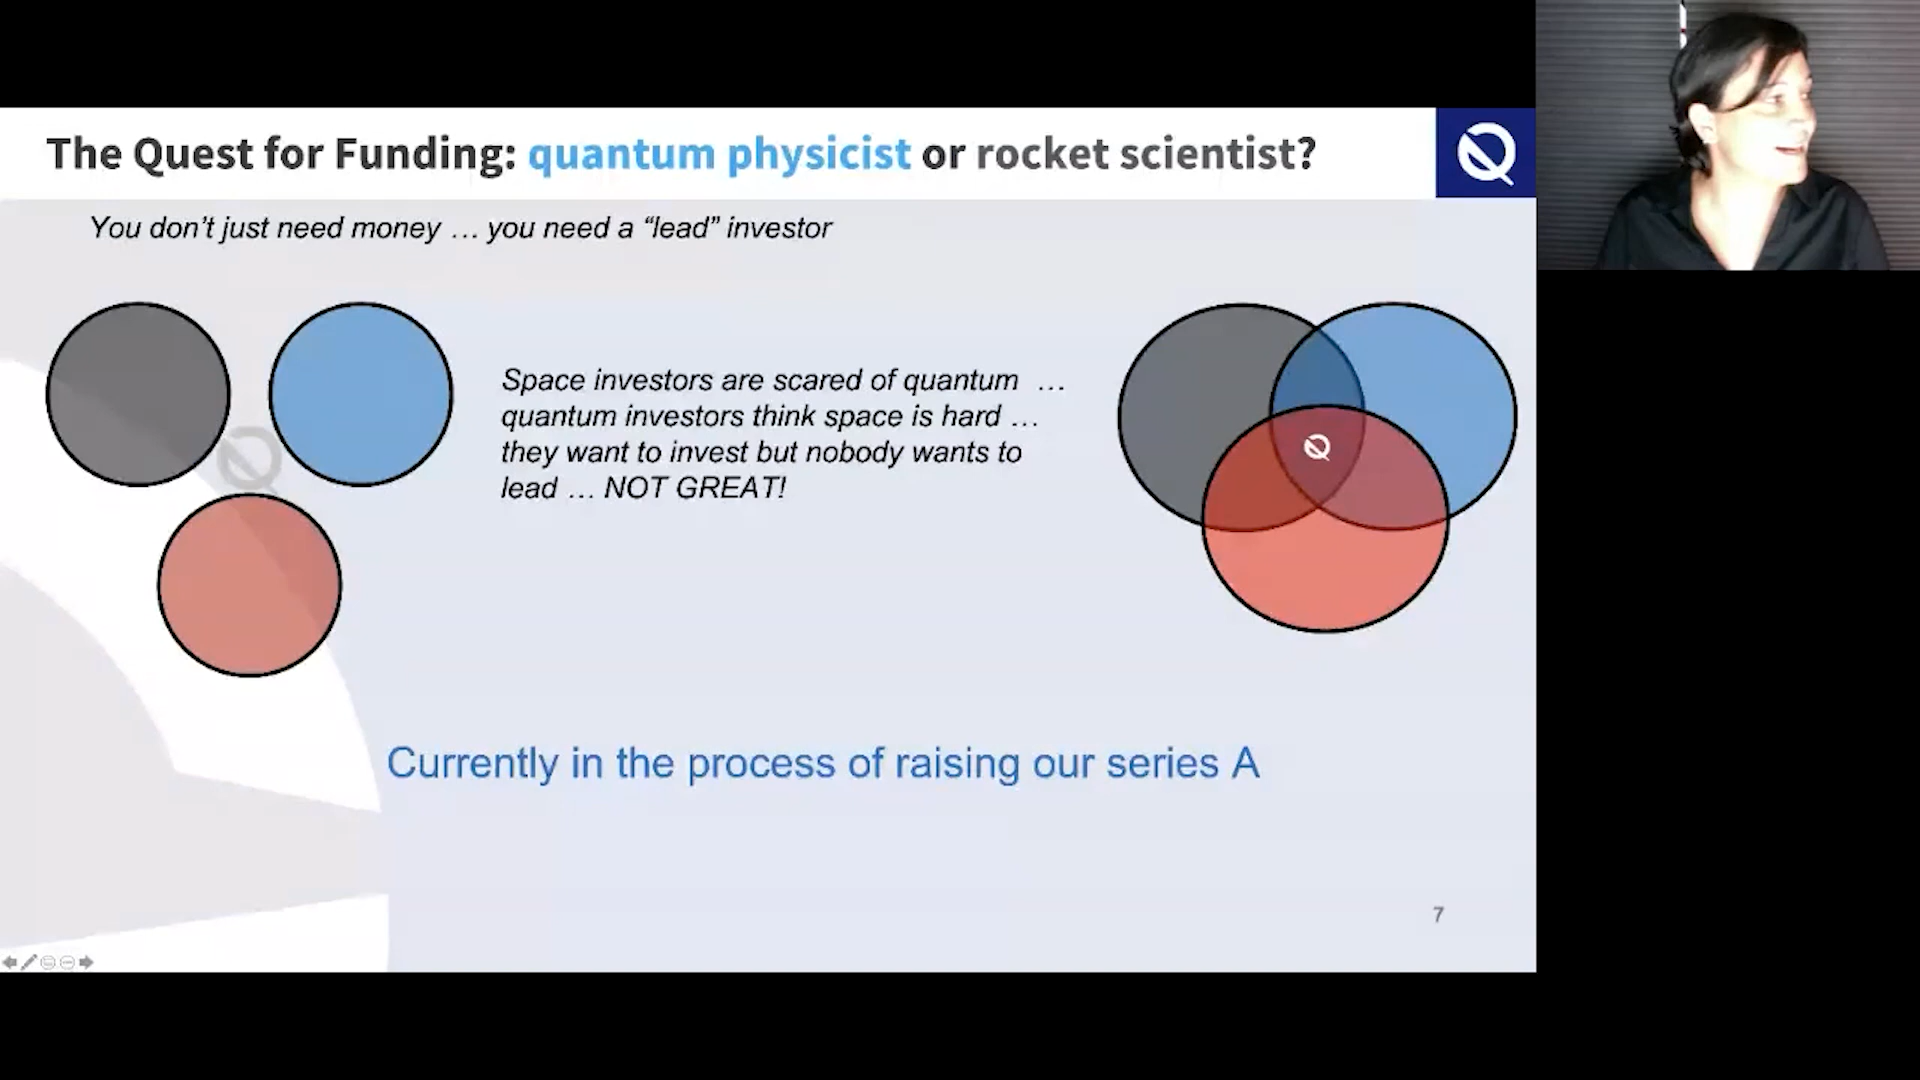 The Quest for Funding: quantum physicist or rocket scientist?
You don't just need money … you need a “lead” investor
Space investors are scared of quantum …
quantum investors think space is hard …
they want to invest but nobody wants to
lead … NOT GREAT!
Currently in the process of raising our series A
7